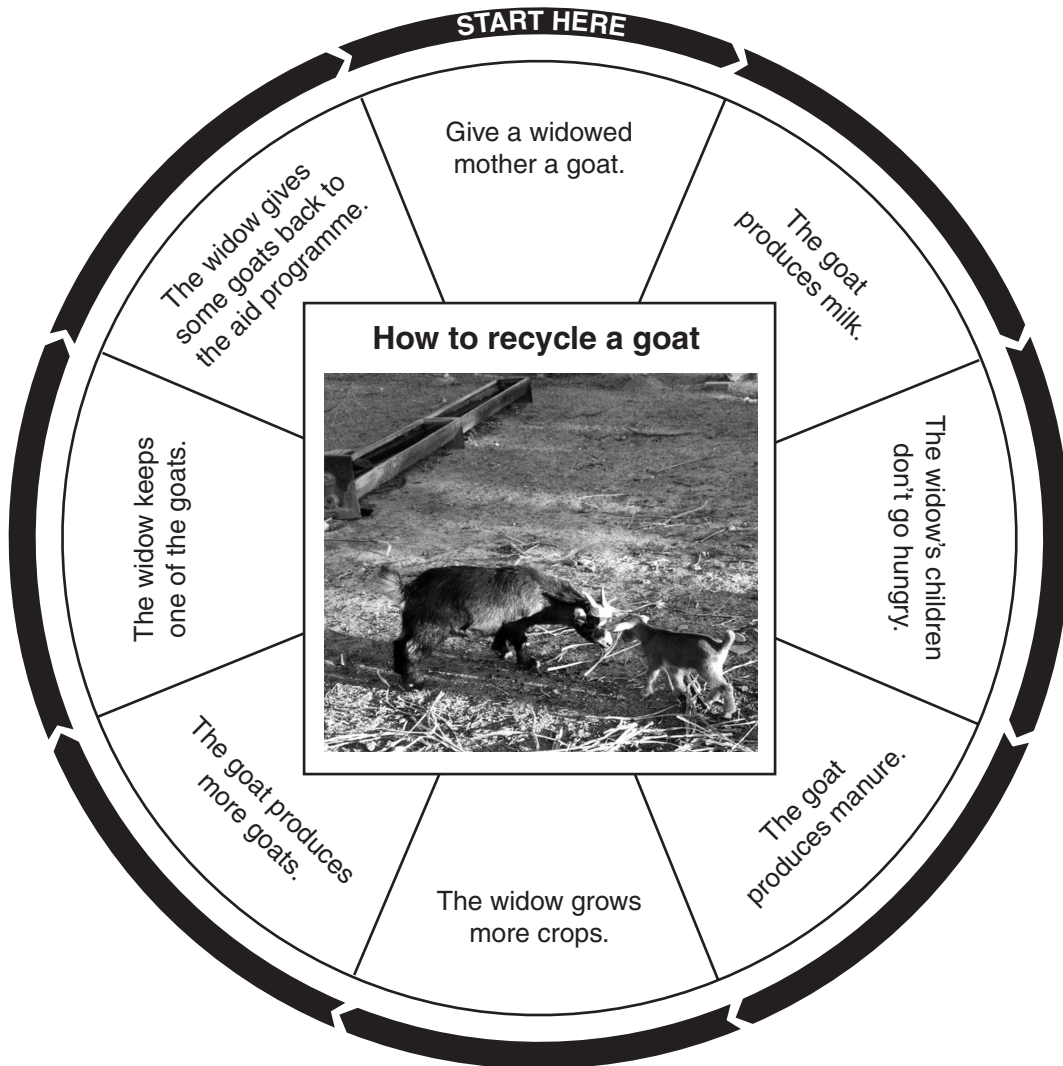 START HERE
Give a widowed
mother a goat.
The goat
produces milk.
The widow's children
don't go hungry.
The goat
produces manure.
The widow grows
more crops.
The goat produces
more goats.
The widow keeps
one of the goats.
The widow gives
some goats back to
the aid programme.
How to recycle a goat